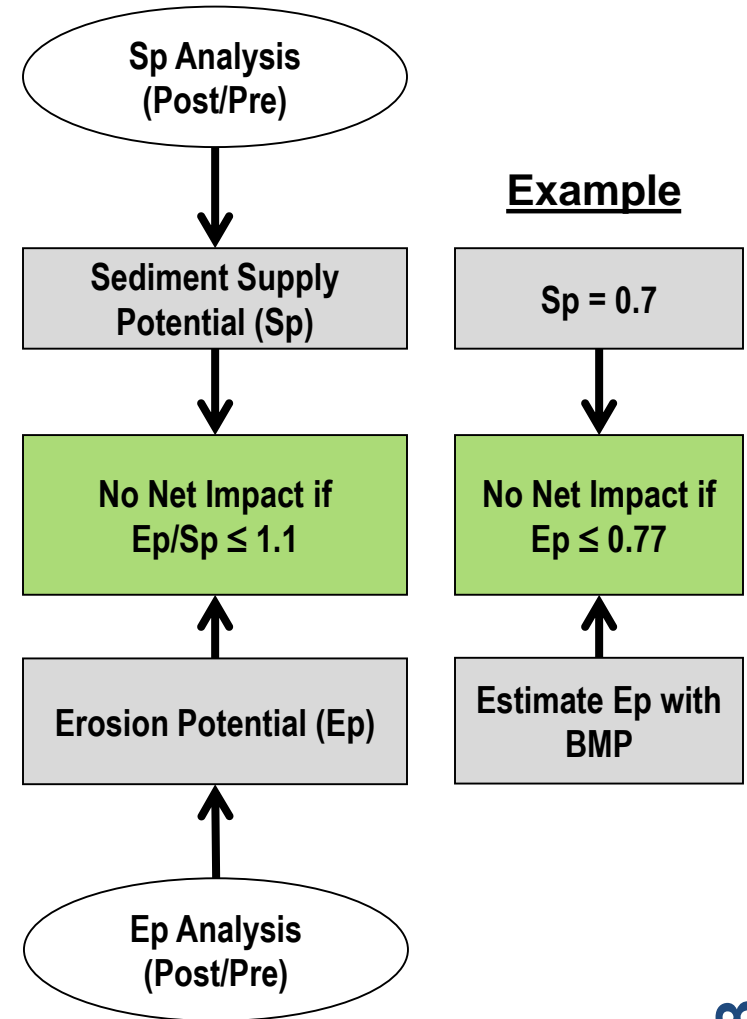 Sp Analysis
(Post/Pre)
Sediment Supply
Potential (Sp)
No Net Impact if
Ep/Sp ≤ 1.1
Erosion Potential (Ep)
Ep Analysis
(Post/Pre)
Example
Sp = 0.7
No Net Impact if
Ep ≤ 0.77
Estimate Ep with
BMP